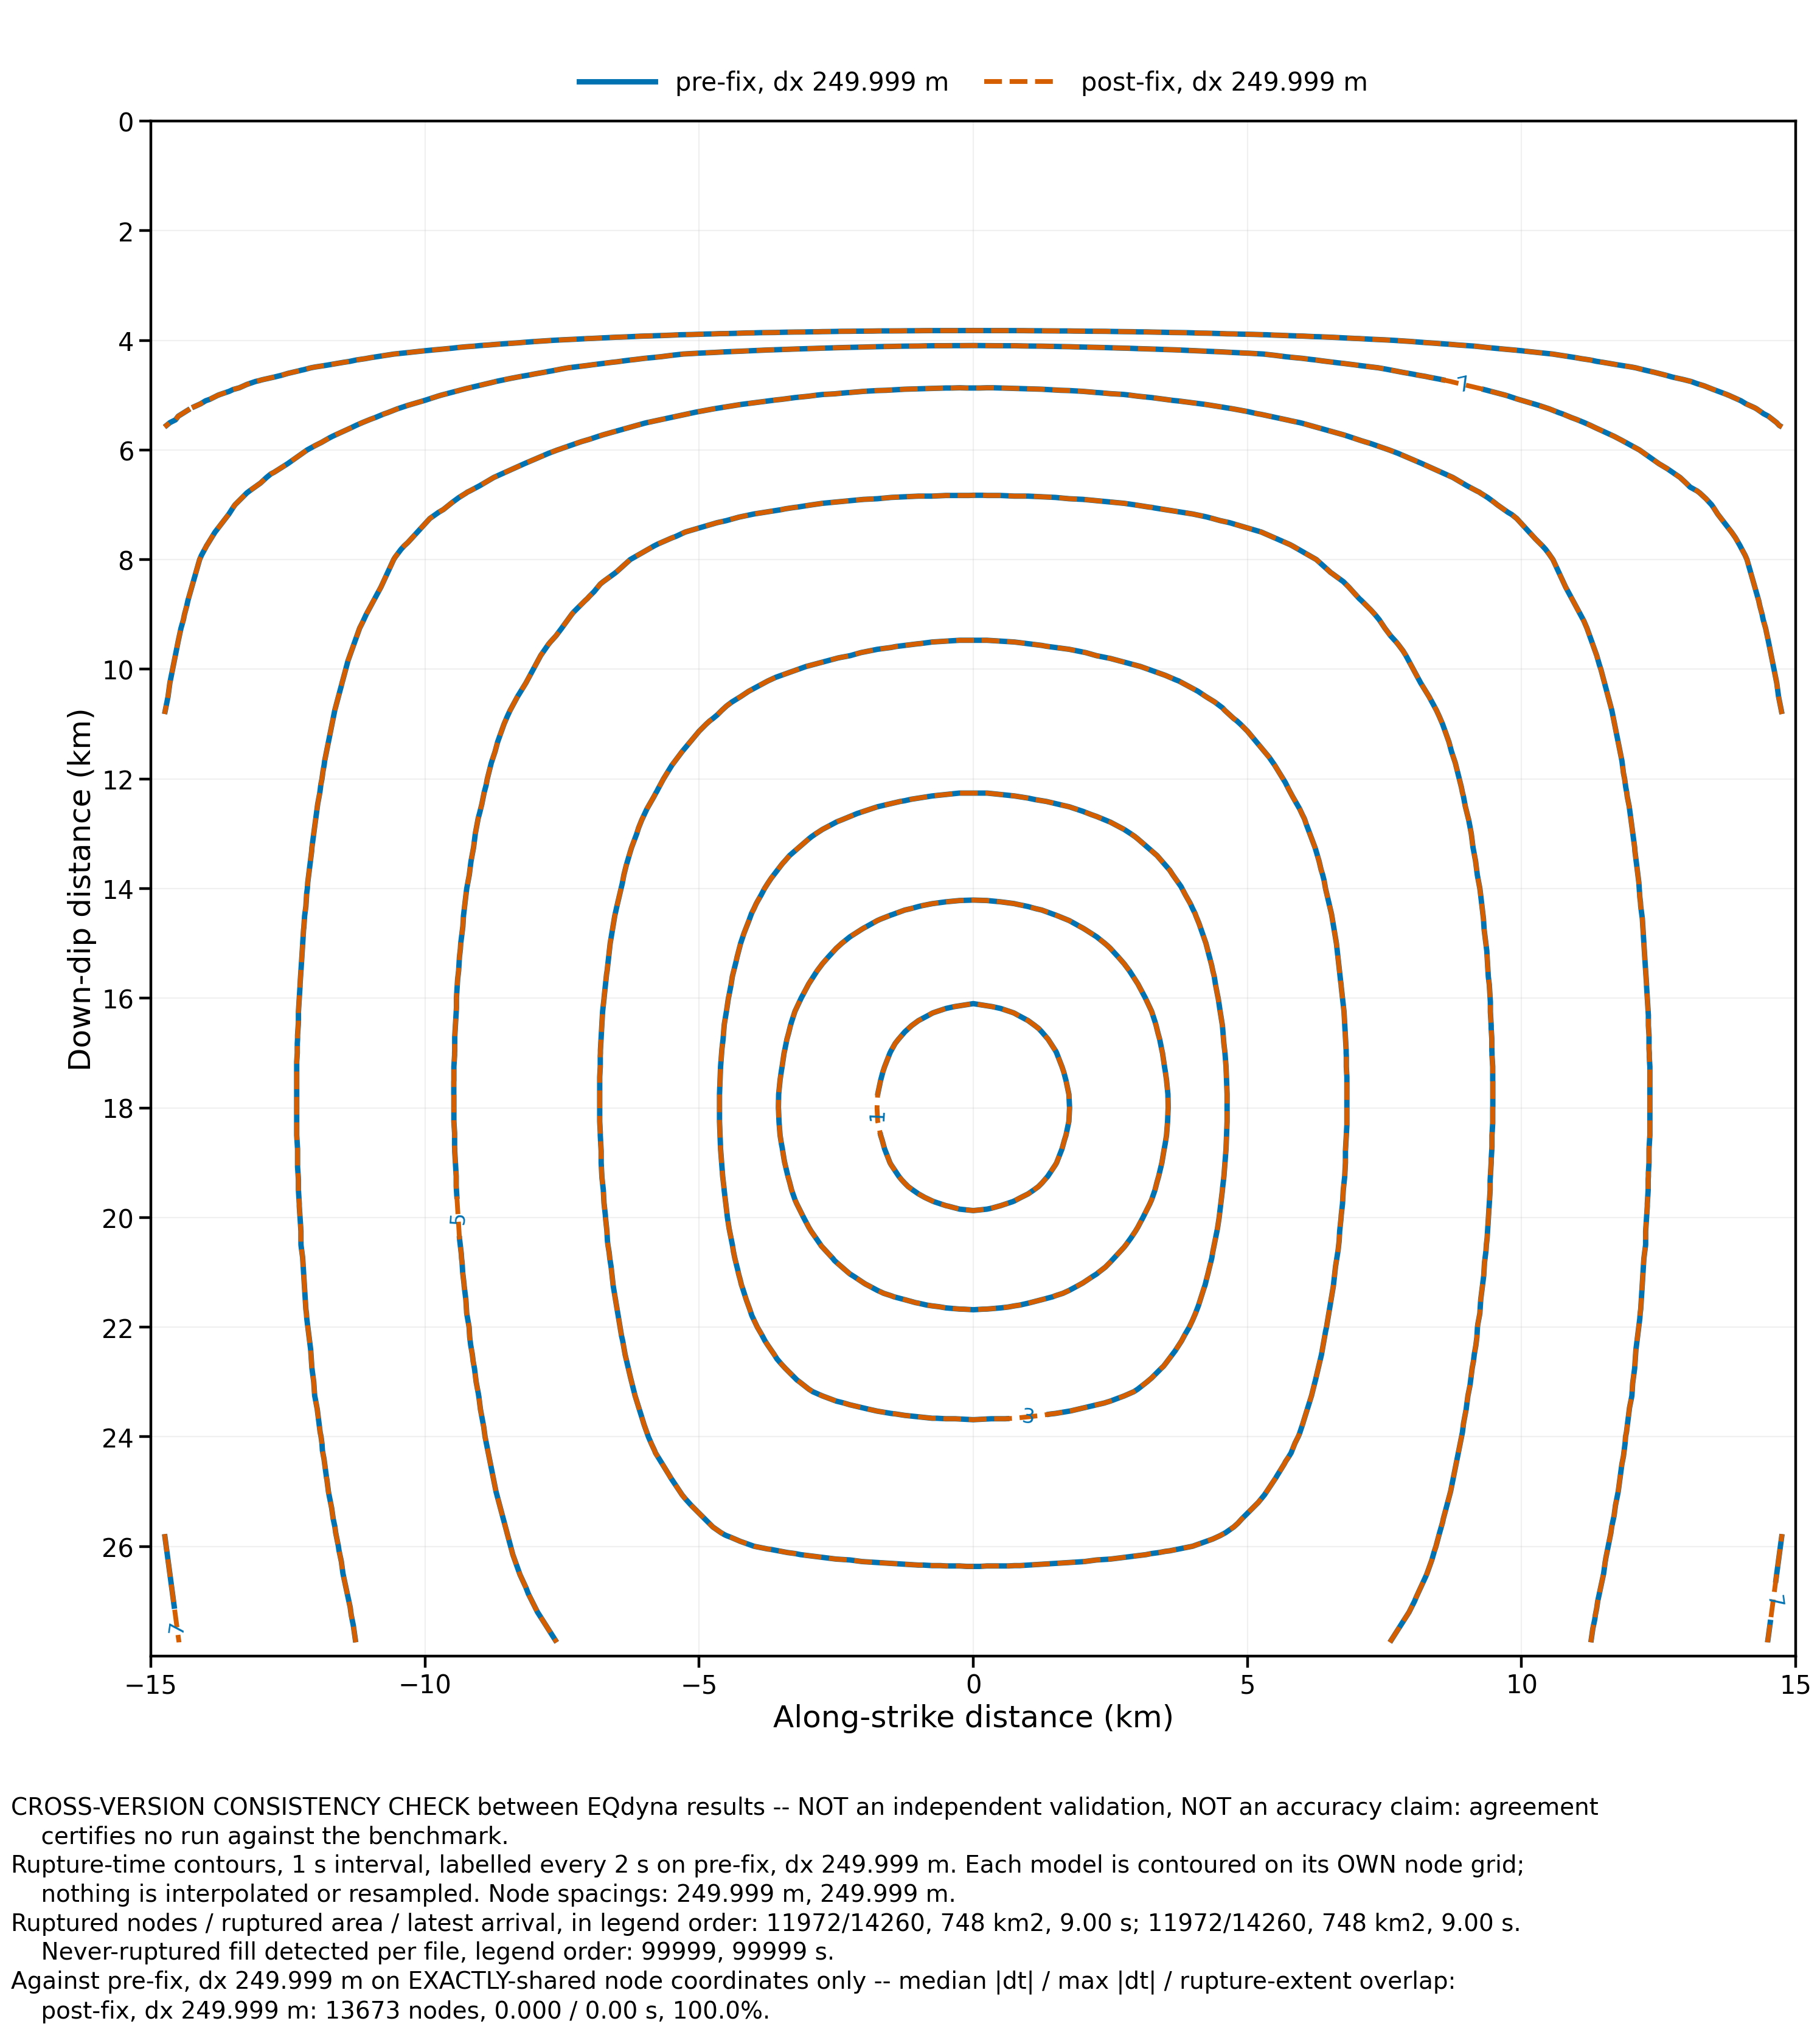 pre-fix, dx 249.999 m
post-fix, dx 249.999 m
0
2
4
6
8
10
12
14
16
18
20
22
24
26
Down-dip distance (km)
7
1
5
3
7
7
−15
−10
−5
0
5
10
15
Along-strike distance (km)
CROSS-VERSION CONSISTENCY CHECK between EQdyna results -- NOT an independent validation, NOT an accuracy claim: agreement
certifies no run against the benchmark.
Rupture-time contours, 1 s interval, labelled every 2 s on pre-fix, dx 249.999 m. Each model is contoured on its OWN node grid;
nothing is interpolated or resampled. Node spacings: 249.999 m, 249.999 m.
Ruptured nodes / ruptured area / latest arrival, in legend order: 11972/14260, 748 km2, 9.00 s; 11972/14260, 748 km2, 9.00 s.
Never-ruptured fill detected per file, legend order: 99999, 99999 s.
Against pre-fix, dx 249.999 m on EXACTLY-shared node coordinates only -- median |dt| / max |dt| / rupture-extent overlap:
post-fix, dx 249.999 m: 13673 nodes, 0.000 / 0.00 s, 100.0%.